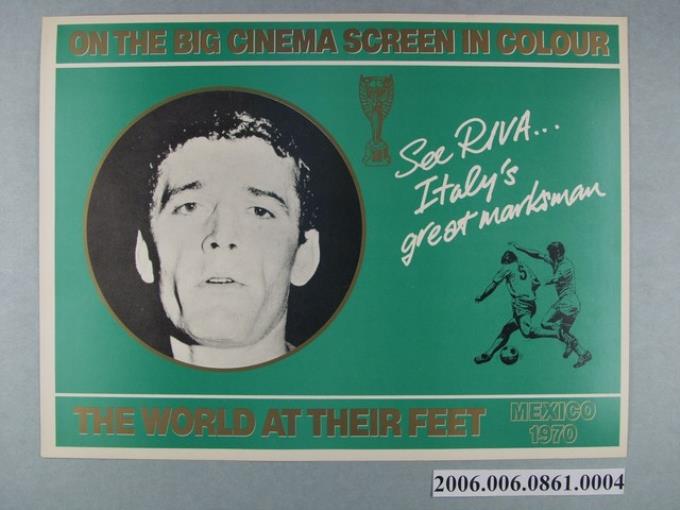 ON THE BIG CINEMA SCREEN IN COLOUR
See RIVA...
Italy's
great marksman
5
THE WORLD AT THEIR FEET
MEXICO
1970
2006.006.0861.0004